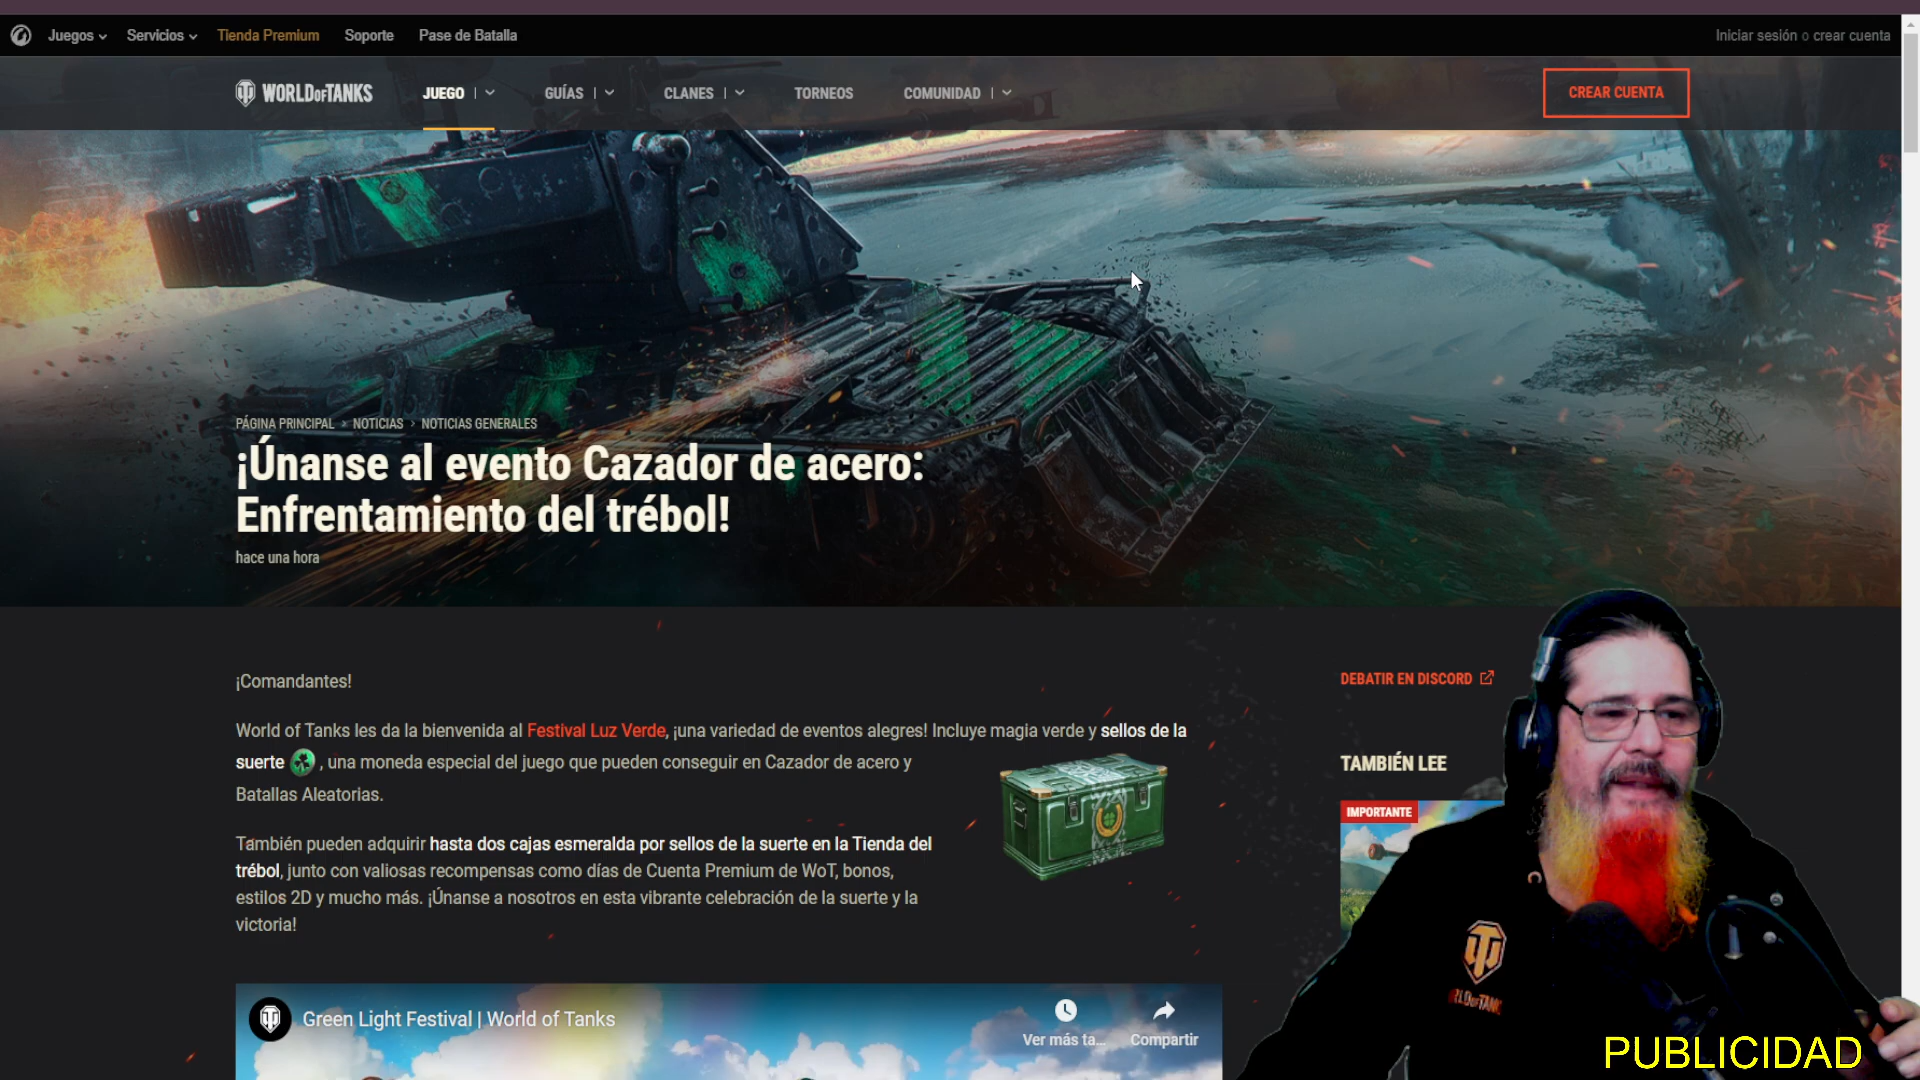 Juegos Servicios Tienda Premium Soporte Pase de Batalla Iniciar sesión o crear cuenta
WORLD OF TANKS JUEGO GUÍAS CLANES TORNEOS COMUNIDAD CREAR CUENTA
PÁGINA PRINCIPAL > NOTICIAS > NOTICIAS GENERALES
¡Únanse al evento Cazador de acero:
Enfrentamiento del trébol!
hace una hora
¡Comandantes!
World of Tanks les da la bienvenida al Festival Luz Verde, ¡una variedad de eventos alegres! Incluye magia verde y sellos de la
suerte , una moneda especial del juego que pueden conseguir en Cazador de acero y
Batallas Aleatorias.
También pueden adquirir hasta dos cajas esmeralda por sellos de la suerte en la Tienda del
trébol, junto con valiosas recompensas como días de Cuenta Premium de WoT, bonos,
estilos 2D y mucho más. ¡Únanse a nosotros en esta vibrante celebración de la suerte y la
victoria!
DEBATIR EN DISCORD
TAMBIÉN LEE
IMPORTANTE
Green Light Festival | World of Tanks
Ver más ta...
Compartir
PUBLICIDAD